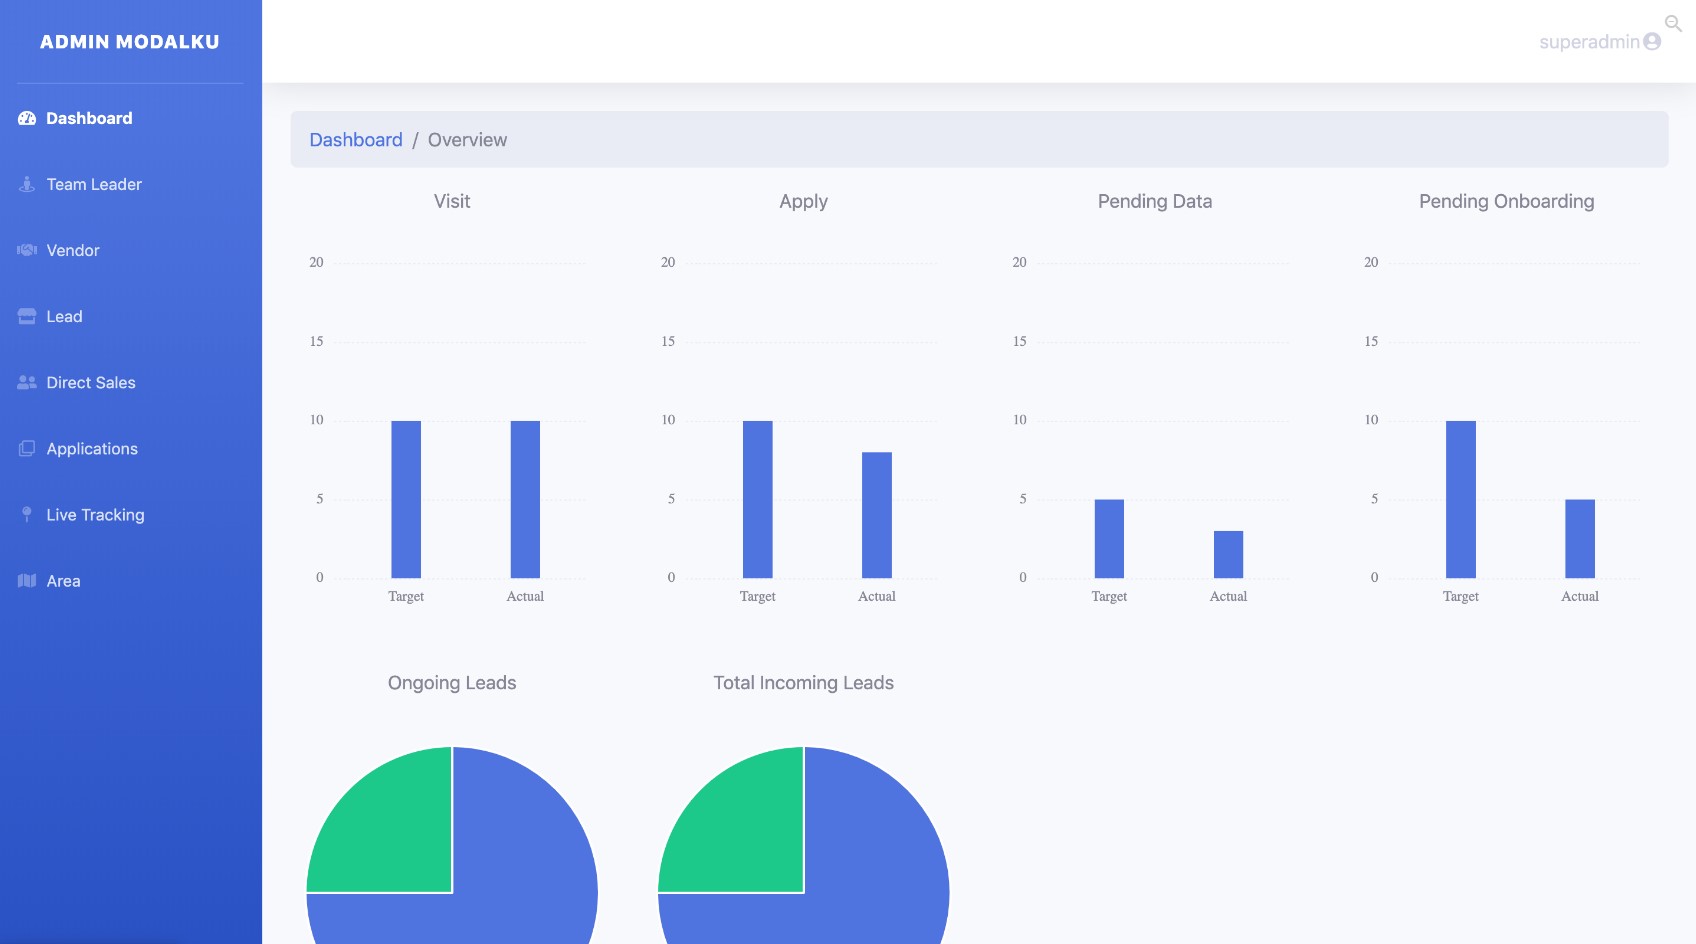 ADMIN MODALKU
superadmin
Dashboard
Team Leader
Vendor
Lead
Direct Sales
Applications
Live Tracking
Area
Dashboard / Overview
Visit
20
15
10
5
0
Target Actual
Apply
20
15
10
5
0
Target Actual
Pending Data
20
15
10
5
0
Target Actual
Pending Onboarding
20
15
10
5
0
Target Actual
Ongoing Leads
Total Incoming Leads